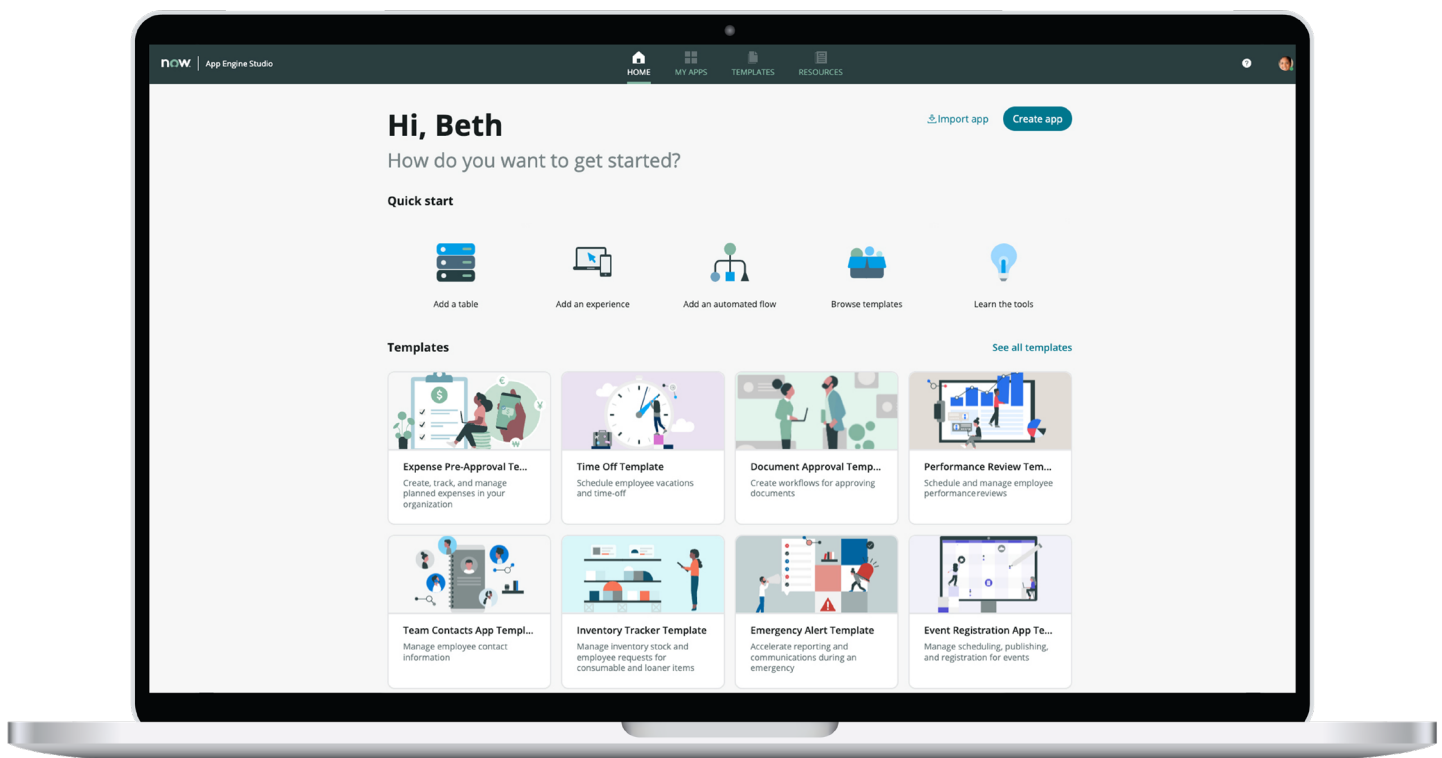 now. | App Engine Studio
HOME
MY APPS
TEMPLATES
RESOURCES
?
Hi, Beth
Import app
Create app
How do you want to get started?
Quick start
Add a table
Add an experience
Add an automated flow
Browse templates
Learn the tools
Templates
See all templates
$
€
¥
₩
Expense Pre-Approval Te...
Create, track, and manage
planned expenses in your
organization
Time Off Template
Schedule employee vacations
and time-off
Document Approval Temp...
Create workflows for approving
documents
Performance Review Tem...
Schedule and manage employee
performance reviews
Team Contacts App Templ...
Manage employee contact
information
Inventory Tracker Template
Manage inventory stock and
employee requests for
consumable and loaner items
Emergency Alert Template
Accelerate reporting and
communications during an
emergency
Event Registration App Te...
Manage scheduling, publishing,
and registration for events